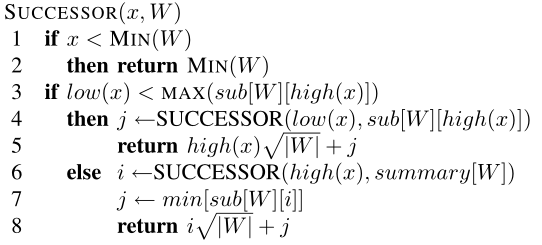 SUCCESSOR(x, W)
1 if x < MIN(W)
2 then return MIN(W)
3 if low(x) < MAX(sub[W][high(x)])
4 then j ←SUCCESSOR(low(x), sub[W][high(x)])
5 return high(x)√|W| + j
6 else i ←SUCCESSOR(high(x), summary[W])
7 j ← min[sub[W][i]]
8 return i√|W| + j